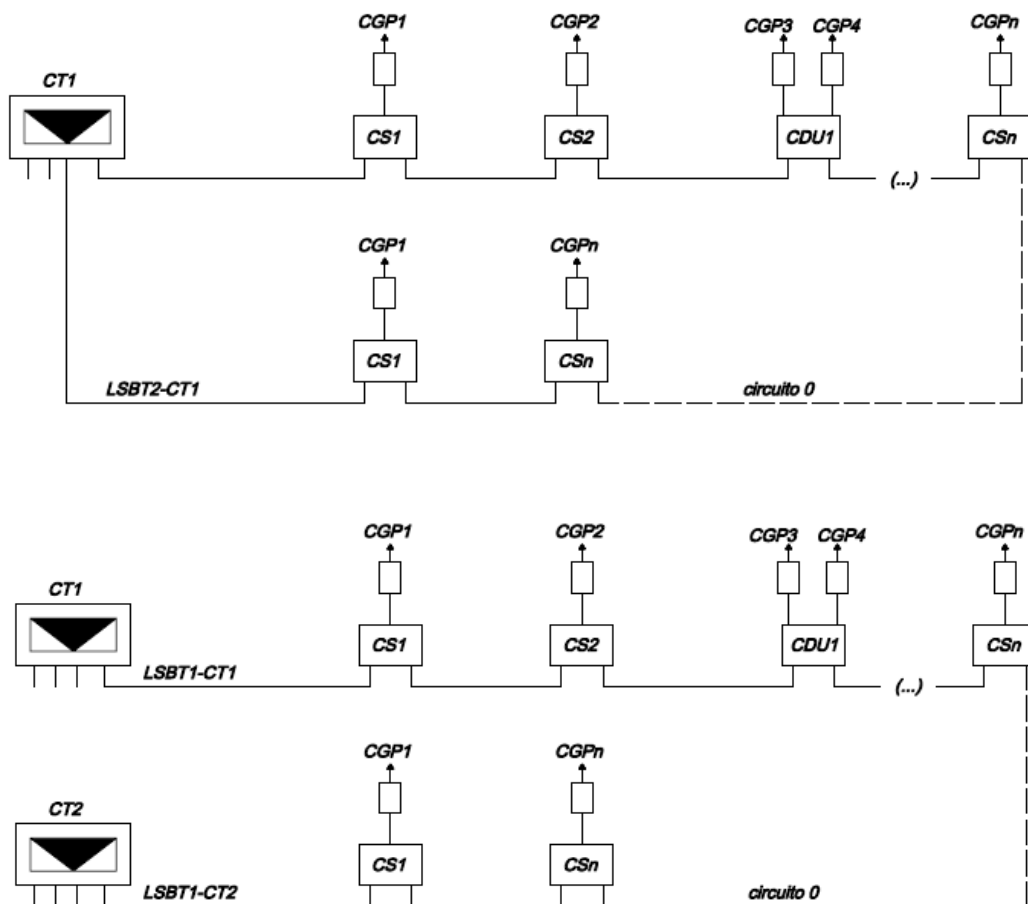 CGP1 CGP2 CGP3 CGP4 CGPn
CT1
CS1 CS2 CDU1 CSn
(...)
CGP1 CGPn
CS1 CSn
LSBT2-CT1 circuito 0
CGP1 CGP2 CGP3 CGP4 CGPn
CT1
CS1 CS2 CDU1 CSn
LSBT1-CT1 (...)
CGP1 CGPn
CT2
CS1 CSn
LSBT1-CT2 circuito 0